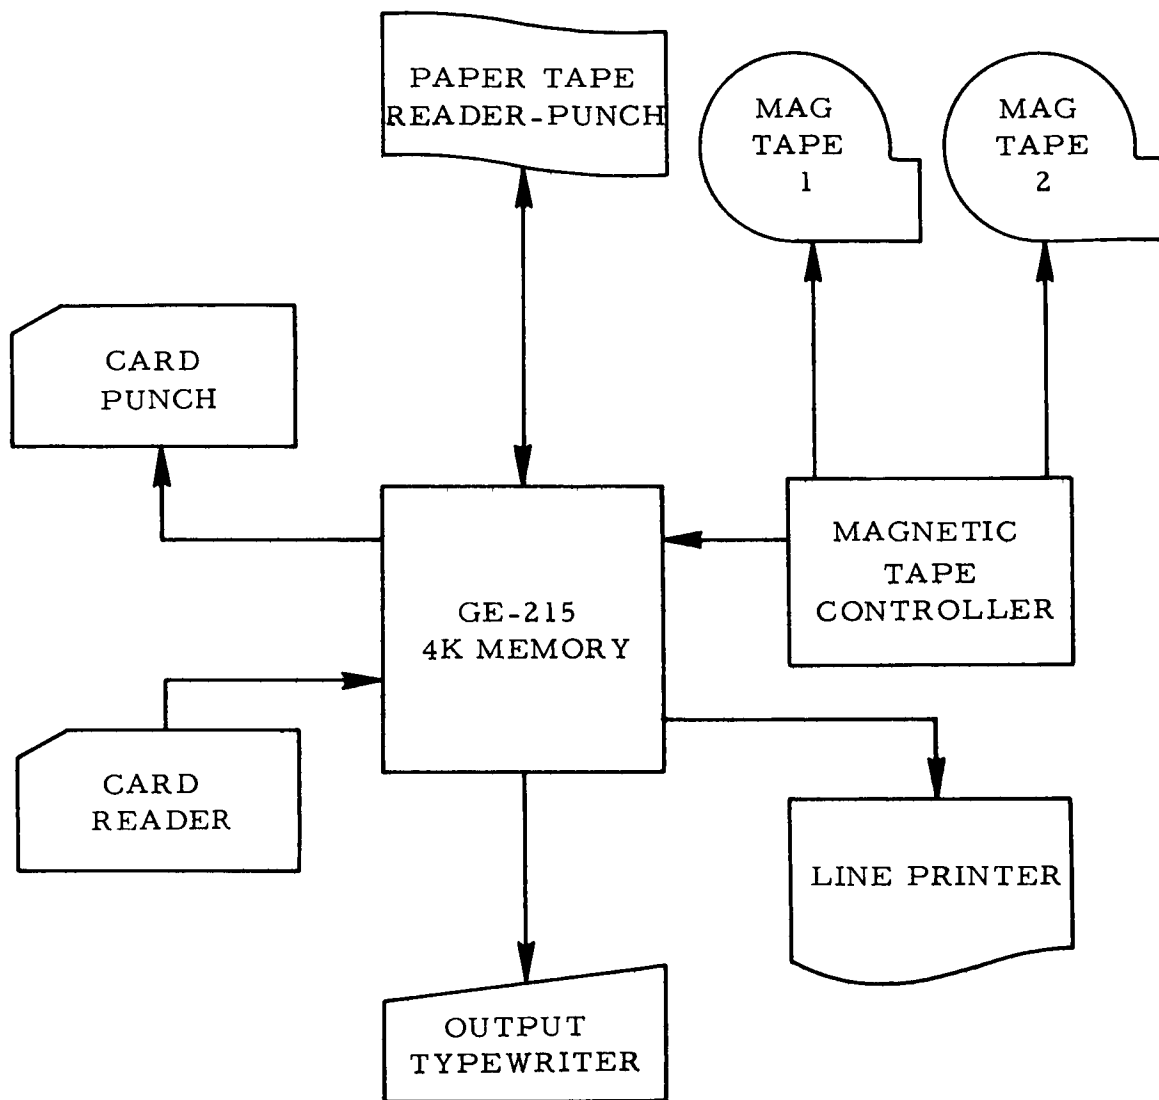 PAPER TAPE
READER-PUNCH
MAG
TAPE
1
MAG
TAPE
2
CARD
PUNCH
MAGNETIC
TAPE
CONTROLLER
GE-215
4K MEMORY
CARD
READER
LINE PRINTER
OUTPUT
TYPEWRITER